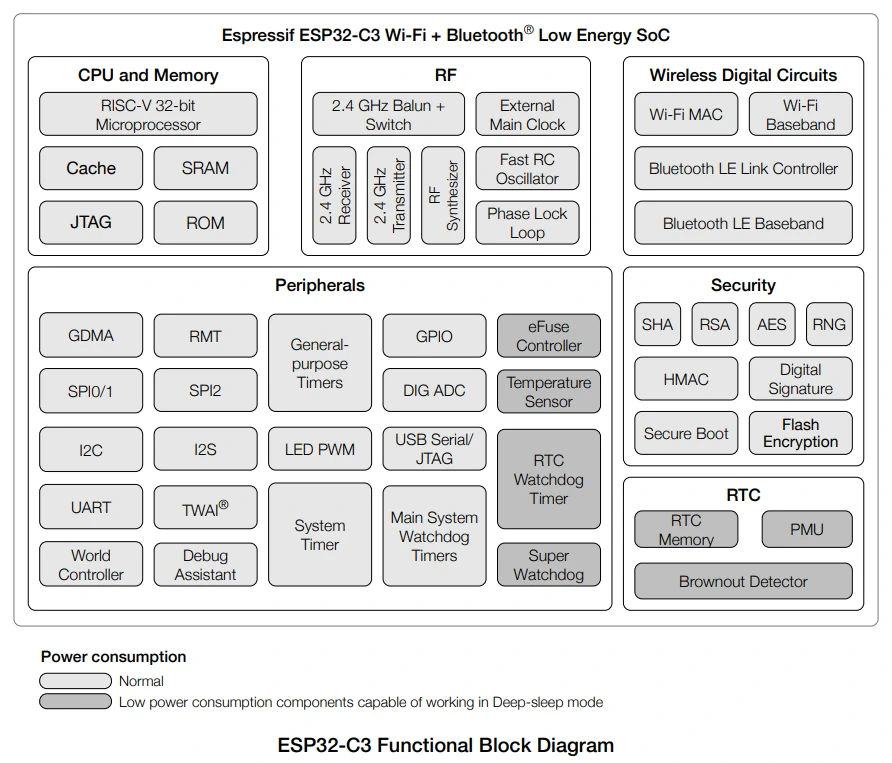 Espressif ESP32-C3 Wi-Fi + Bluetooth® Low Energy SoC
CPU and Memory
RISC-V 32-bit
Microprocessor
Cache
SRAM
JTAG
ROM
RF
2.4 GHz Balun +
Switch
External
Main Clock
2.4 GHz
Receiver
2.4 GHz
Transmitter
RF
Synthesizer
Fast RC
Oscillator
Phase Lock
Loop
Wireless Digital Circuits
Wi-Fi MAC
Wi-Fi
Baseband
Bluetooth LE Link Controller
Bluetooth LE Baseband
Peripherals
GDMA
RMT
General-
purpose
Timers
GPIO
eFuse
Controller
SPI0/1
SPI2
DIG ADC
Temperature
Sensor
I2C
I2S
LED PWM
USB Serial/
JTAG
RTC
Watchdog
Timer
UART
TWAI®
System
Timer
Main System
Watchdog
Timers
World
Controller
Debug
Assistant
Super
Watchdog
Security
SHA
RSA
AES
RNG
HMAC
Digital
Signature
Secure Boot
Flash
Encryption
RTC
RTC
Memory
PMU
Brownout Detector
Power consumption
Normal
Low power consumption components capable of working in Deep-sleep mode
ESP32-C3 Functional Block Diagram